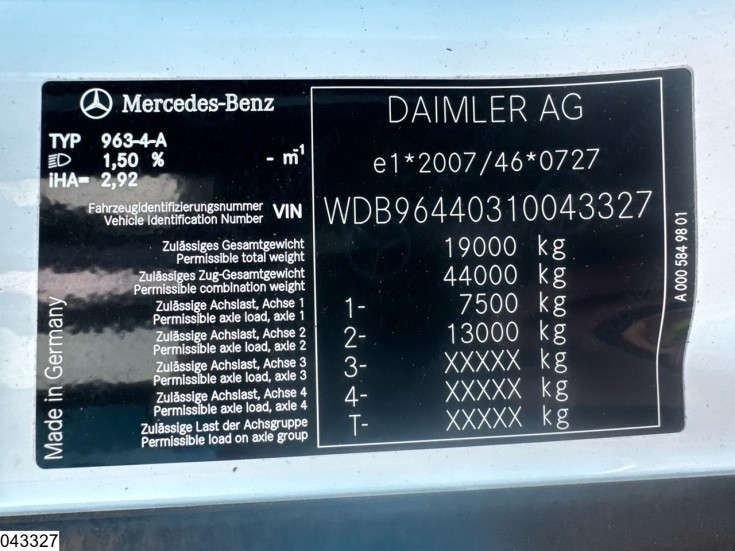 Mercedes-Benz
TYP 963-4-A
1,50 % - m-1
iHA= 2,92
Fahrzeugidentifizierungsnummer
Vehicle Identification Number VIN
Zulässiges Gesamtgewicht
Permissible total weight
Zulässiges Zug-Gesamtgewicht
Permissible combination weight
Zulässige Achslast, Achse 1
Permissible axle load, axle 1
Zulässige Achslast, Achse 2
Permissible axle load, axle 2
Zulässige Achslast, Achse 3
Permissible axle load, axle 3
Zulässige Achslast, Achse 4
Permissible axle load, axle 4
Zulässige Last der Achsgruppe
Permissible load on axle group
Made in Germany
DAIMLER AG
e1*2007/46*0727
WDB96440310043327
19000 kg
44000 kg
1- 7500 kg
2- 13000 kg
3- XXXXX kg
4- XXXXX kg
T- XXXXX kg
A 000 584 98 01
043327